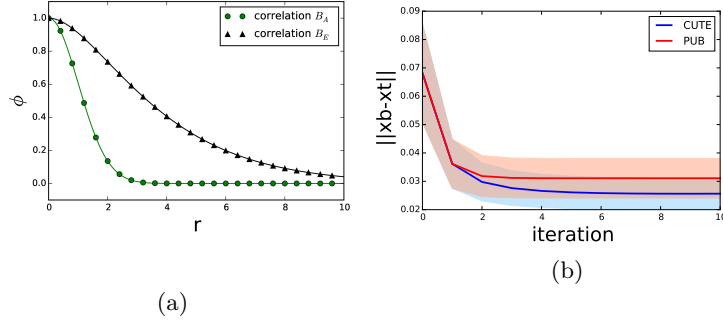 correlation B_A
correlation B_E
1.0
0.8
0.6
0.4
0.2
0.0
ϕ
0 2 4 6 8 10
r
(a)
CUTE
PUB
0.09
0.08
0.07
0.06
0.05
0.04
0.03
0.02
||xb-xt||
0 2 4 6 8 10
iteration
(b)